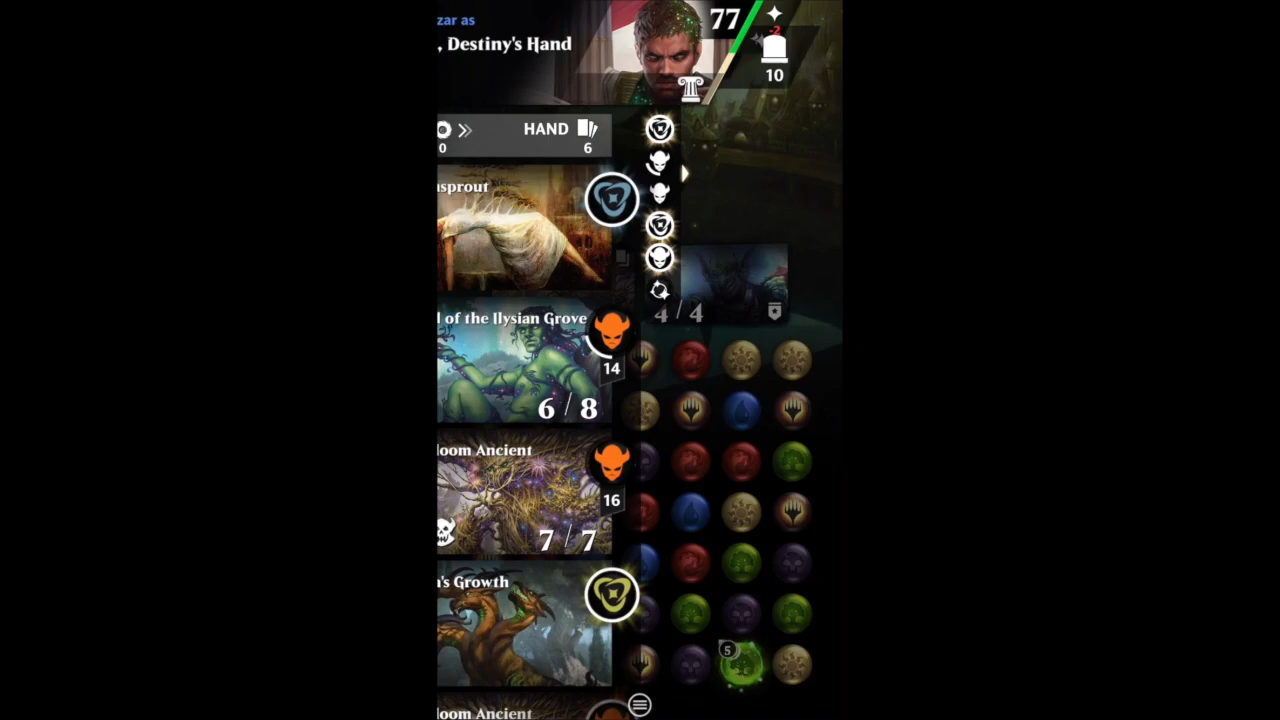 zar as
, Destiny's Hand
77
-2
10
HAND
0
6
sprout
l of the Ilysian Grove
14
6 / 8
4 / 4
loom Ancient
16
7 / 7
's Growth
5
loom Ancient